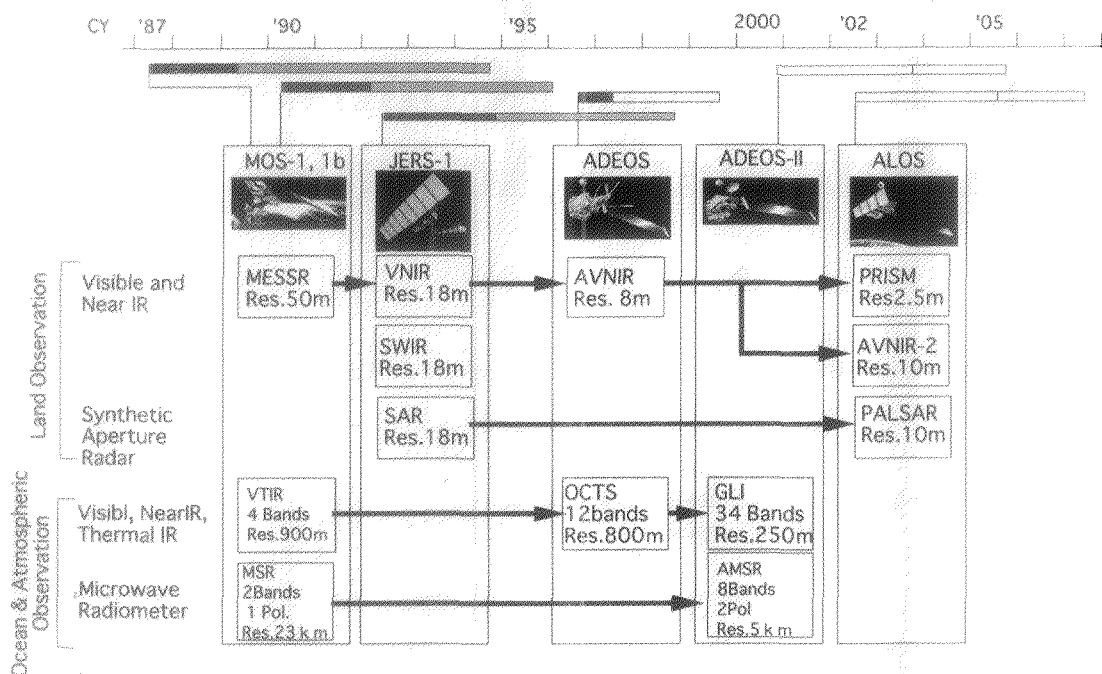 CY '87 '90 '95 2000 '02 '05
MOS-1, 1b
JERS-1
ADEOS
ADEOS-II
ALOS
Land Observation
Visible and
Near IR
MESSR
Res.50m
VNIR
Res.18m
AVNIR
Res. 8m
PRISM
Res2.5m
SWIR
Res.18m
AVNIR-2
Res.10m
Synthetic
Aperture
Radar
SAR
Res.18m
PALSAR
Res.10m
Ocean & Atmospheric
Observation
Visibl, NearIR,
Thermal IR
VTIR
4 Bands
Res.900m
OCTS
12bands
Res.800m
GLI
34 Bands
Res.250m
Microwave
Radiometer
MSR
2Bands
1 Pol.
Res.23 k m
AMSR
8Bands
2Pol
Res.5 k m